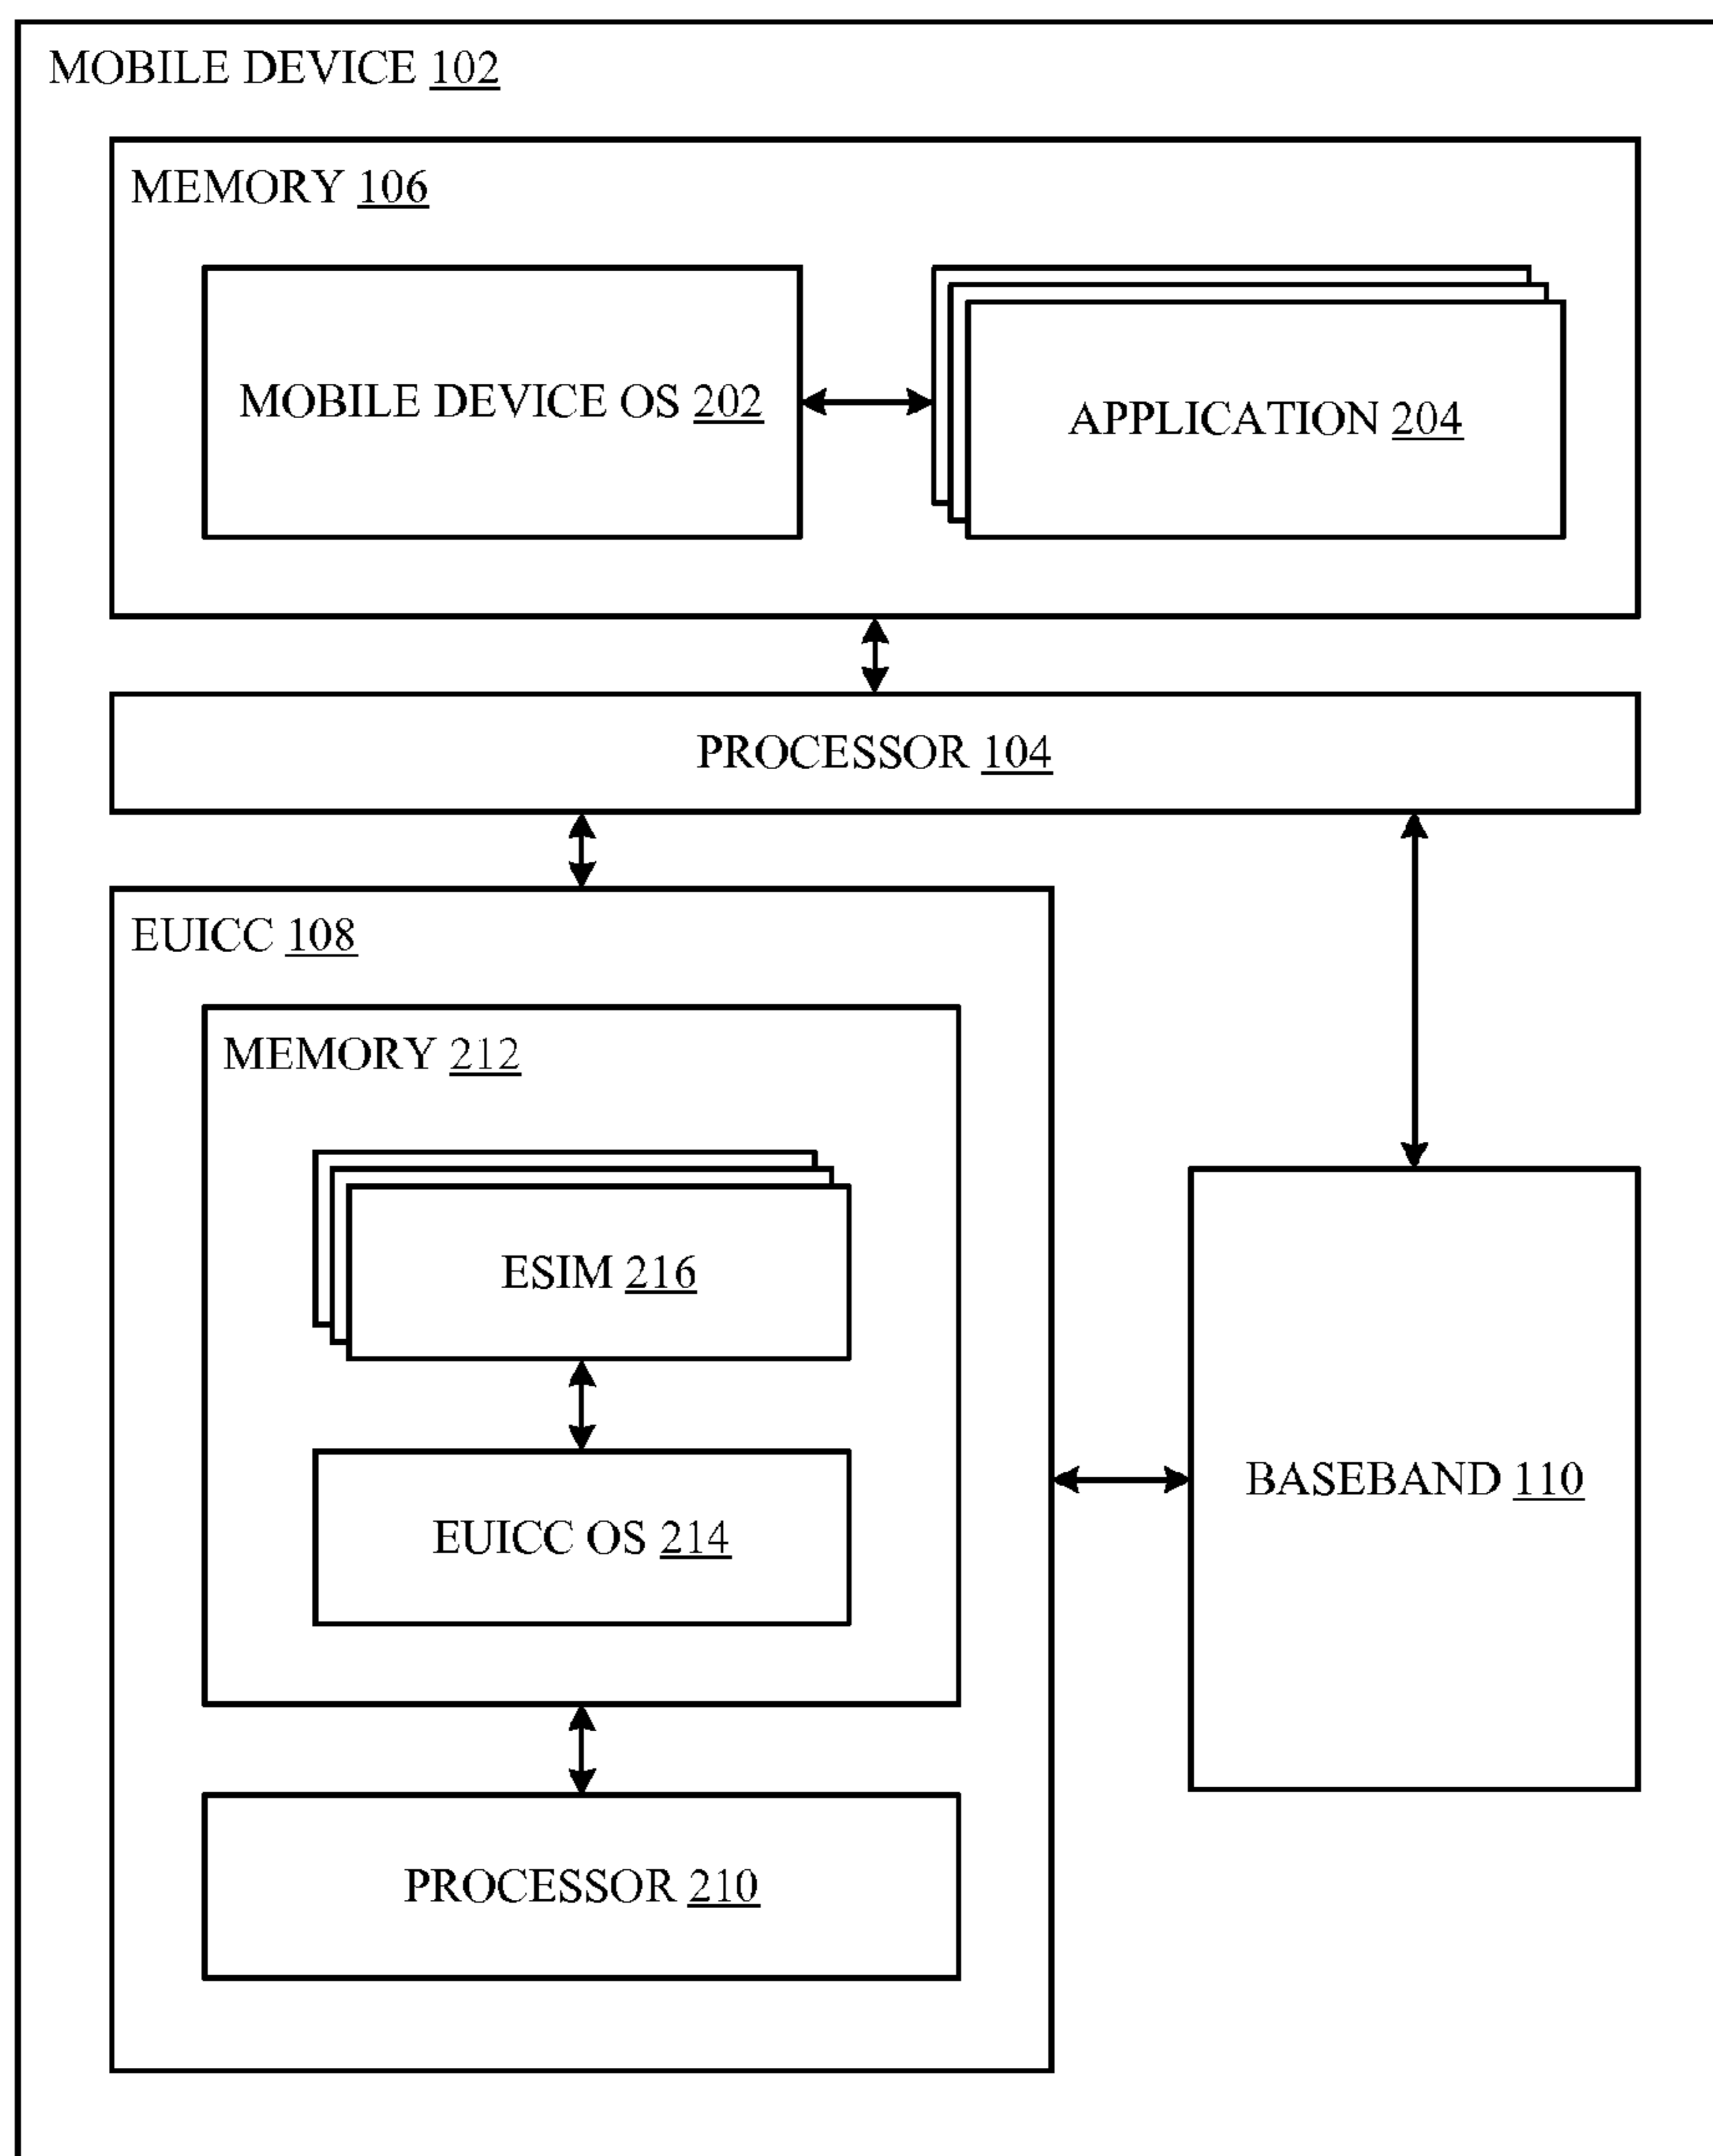 MOBILE DEVICE 102
MEMORY 106
MOBILE DEVICE OS 202
APPLICATION 204
PROCESSOR 104
EUICC 108
MEMORY 212
ESIM 216
EUICC OS 214
BASEBAND 110
PROCESSOR 210